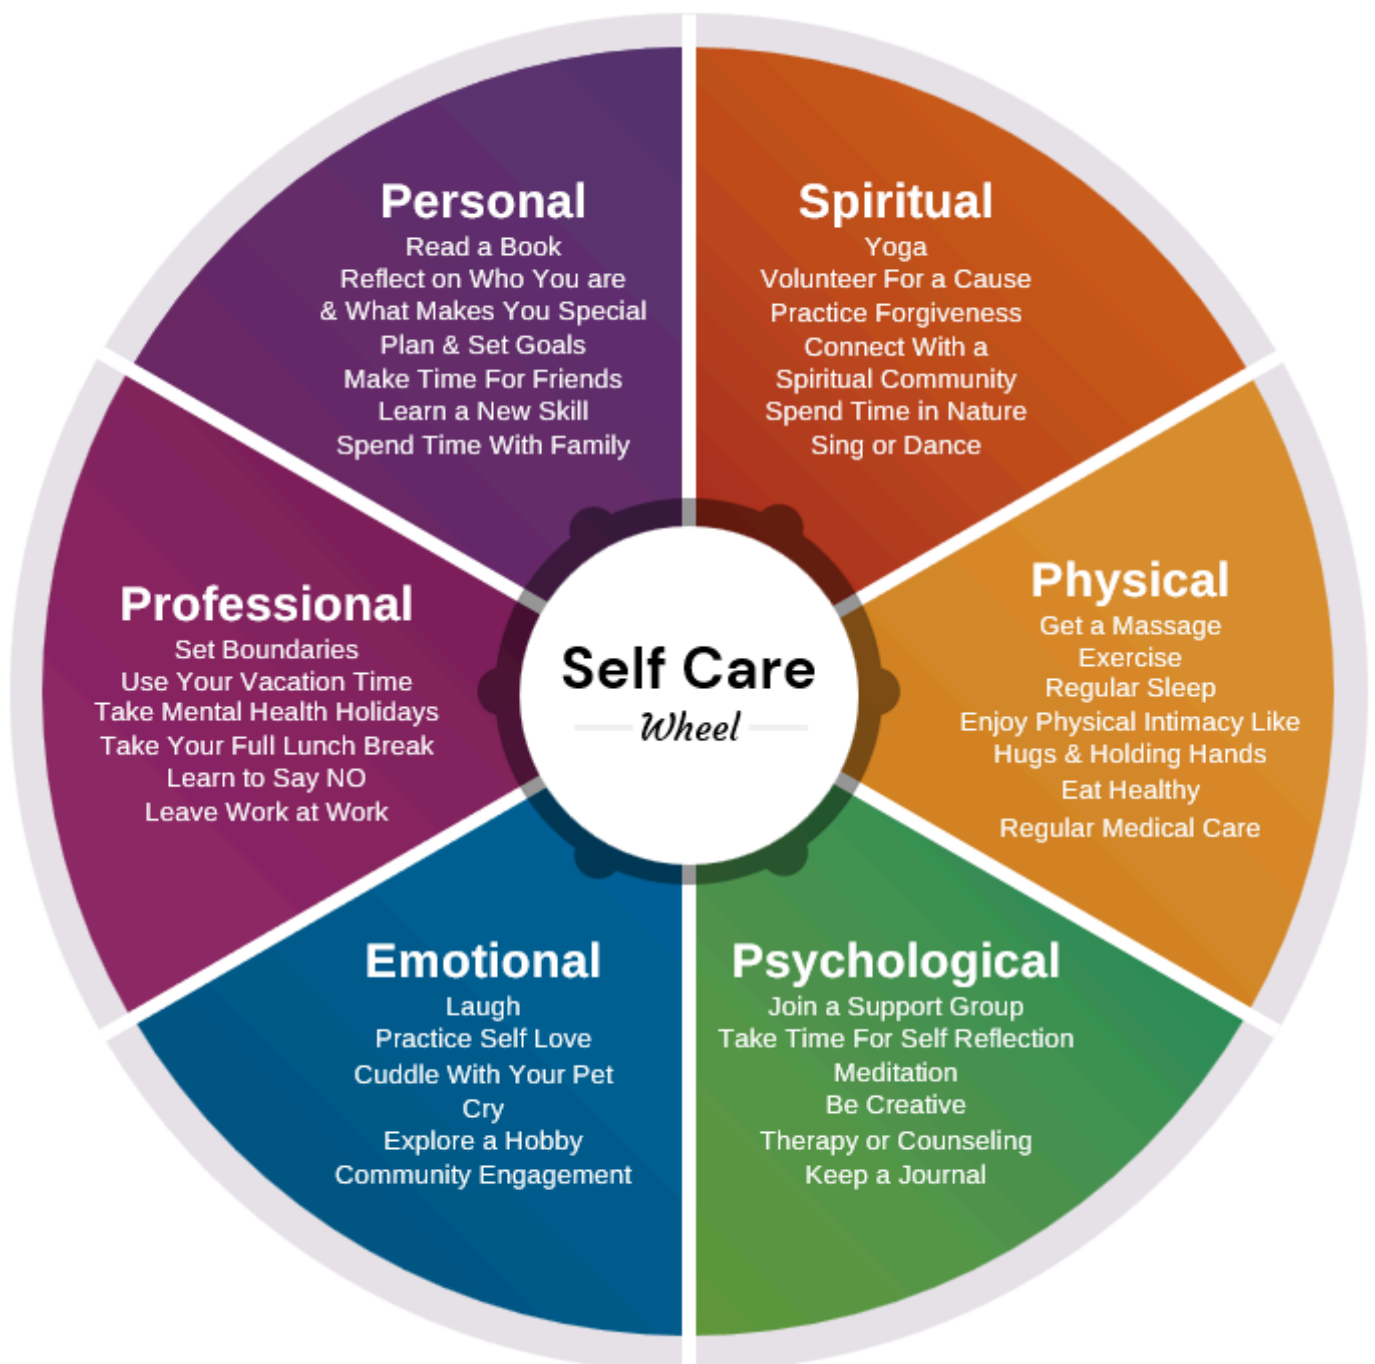 Personal
Read a Book
Reflect on Who You are
& What Makes You Special
Plan & Set Goals
Make Time For Friends
Learn a New Skill
Spend Time With Family
Spiritual
Yoga
Volunteer For a Cause
Practice Forgiveness
Connect With a
Spiritual Community
Spend Time in Nature
Sing or Dance
Professional
Set Boundaries
Use Your Vacation Time
Take Mental Health Holidays
Take Your Full Lunch Break
Learn to Say NO
Leave Work at Work
Self Care
Wheel
Physical
Get a Massage
Exercise
Regular Sleep
Enjoy Physical Intimacy Like
Hugs & Holding Hands
Eat Healthy
Regular Medical Care
Emotional
Laugh
Practice Self Love
Cuddle With Your Pet
Cry
Explore a Hobby
Community Engagement
Psychological
Join a Support Group
Take Time For Self Reflection
Meditation
Be Creative
Therapy or Counseling
Keep a Journal